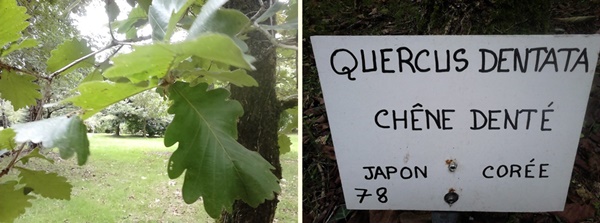 QUERCUS DENTATA
CHÊNE DENTÉ
JAPON CORÉE
78